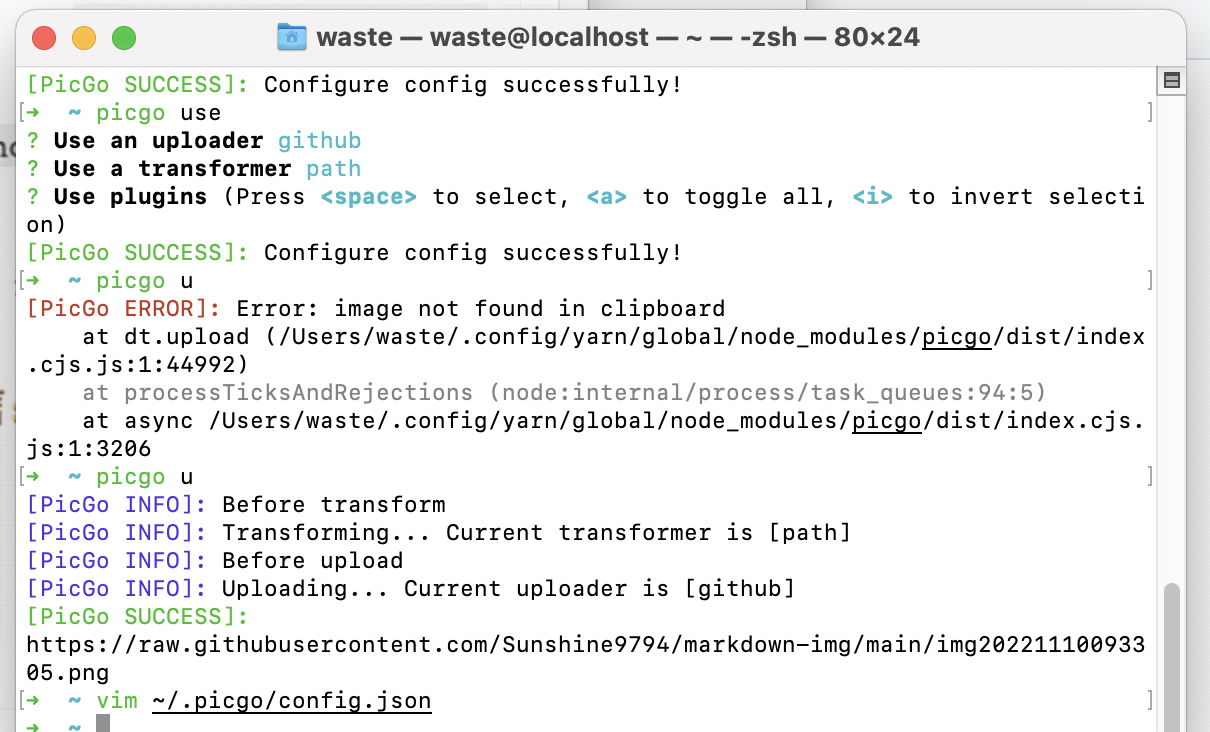 waste — waste@localhost — ~ — -zsh — 80×24
[PicGo SUCCESS]: Configure config successfully!
[➜  ~ picgo use ]
? Use an uploader github
? Use a transformer path
? Use plugins (Press <space> to select, <a> to toggle all, <i> to invert selecti
on)
[PicGo SUCCESS]: Configure config successfully!
[➜  ~ picgo u ]
[PicGo ERROR]: Error: image not found in clipboard
    at dt.upload (/Users/waste/.config/yarn/global/node_modules/picgo/dist/index
.cjs.js:1:44992)
    at processTicksAndRejections (node:internal/process/task_queues:94:5)
    at async /Users/waste/.config/yarn/global/node_modules/picgo/dist/index.cjs.
js:1:3206
[➜  ~ picgo u ]
[PicGo INFO]: Before transform
[PicGo INFO]: Transforming... Current transformer is [path]
[PicGo INFO]: Before upload
[PicGo INFO]: Uploading... Current uploader is [github]
[PicGo SUCCESS]:
https://raw.githubusercontent.com/Sunshine9794/markdown-img/main/img202211100933
05.png
[➜  ~ vim ~/.picgo/config.json ]
➜  ~